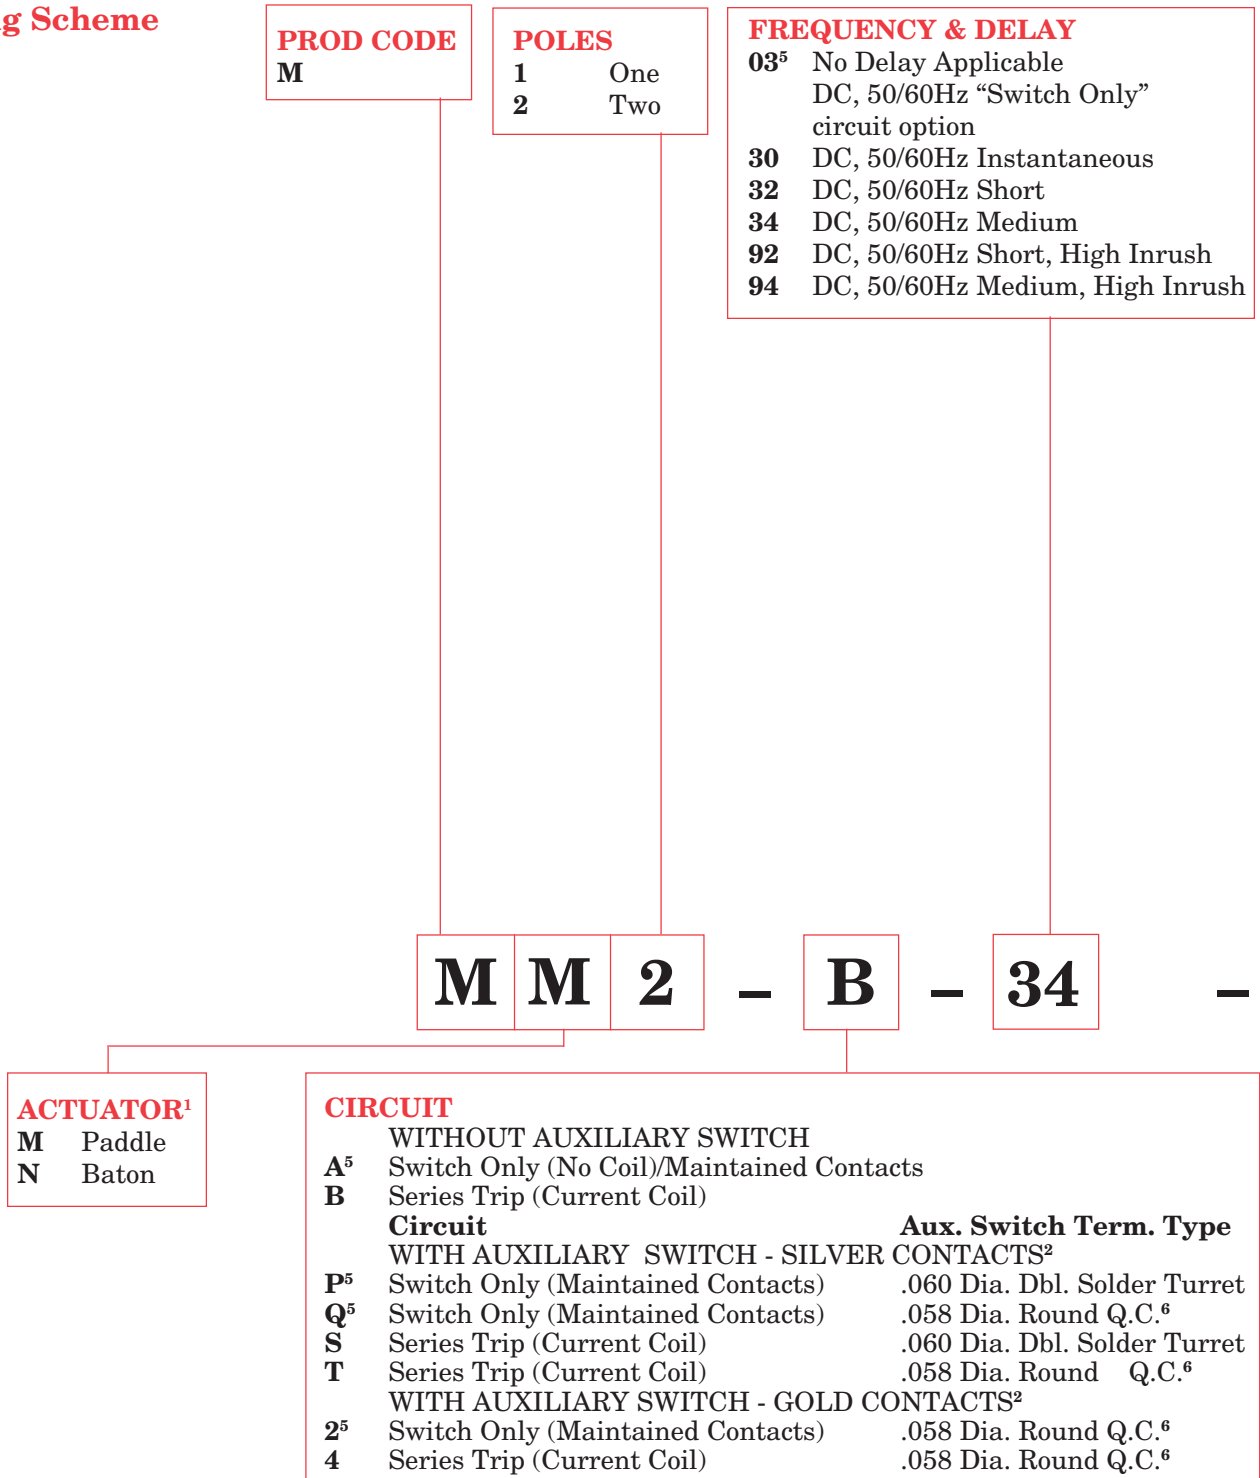 g Scheme
PROD CODE
M
POLES
1 One
2 Two
FREQUENCY & DELAY
03⁵ No Delay Applicable
DC, 50/60Hz “Switch Only”
circuit option
30 DC, 50/60Hz Instantaneous
32 DC, 50/60Hz Short
34 DC, 50/60Hz Medium
92 DC, 50/60Hz Short, High Inrush
94 DC, 50/60Hz Medium, High Inrush
M M 2 – B – 34 –
ACTUATOR¹
M Paddle
N Baton
CIRCUIT
WITHOUT AUXILIARY SWITCH
A⁵ Switch Only (No Coil)/Maintained Contacts
B Series Trip (Current Coil)
Circuit Aux. Switch Term. Type
WITH AUXILIARY SWITCH - SILVER CONTACTS²
P⁵ Switch Only (Maintained Contacts) .060 Dia. Dbl. Solder Turret
Q⁵ Switch Only (Maintained Contacts) .058 Dia. Round Q.C.⁶
S Series Trip (Current Coil) .060 Dia. Dbl. Solder Turret
T Series Trip (Current Coil) .058 Dia. Round Q.C.⁶
WITH AUXILIARY SWITCH - GOLD CONTACTS²
2⁵ Switch Only (Maintained Contacts) .058 Dia. Round Q.C.⁶
4 Series Trip (Current Coil) .058 Dia. Round Q.C.⁶